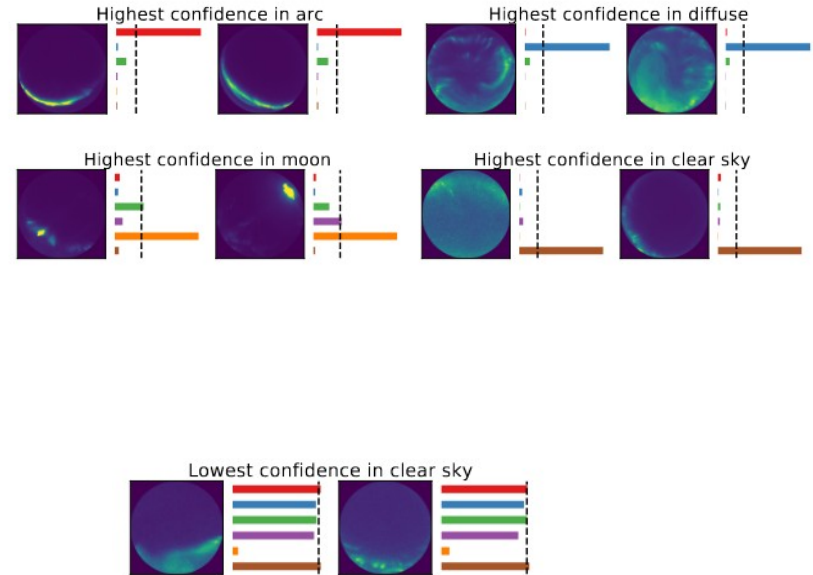 Highest confidence in arc
Highest confidence in diffuse
Highest confidence in moon
Highest confidence in clear sky
Lowest confidence in clear sky